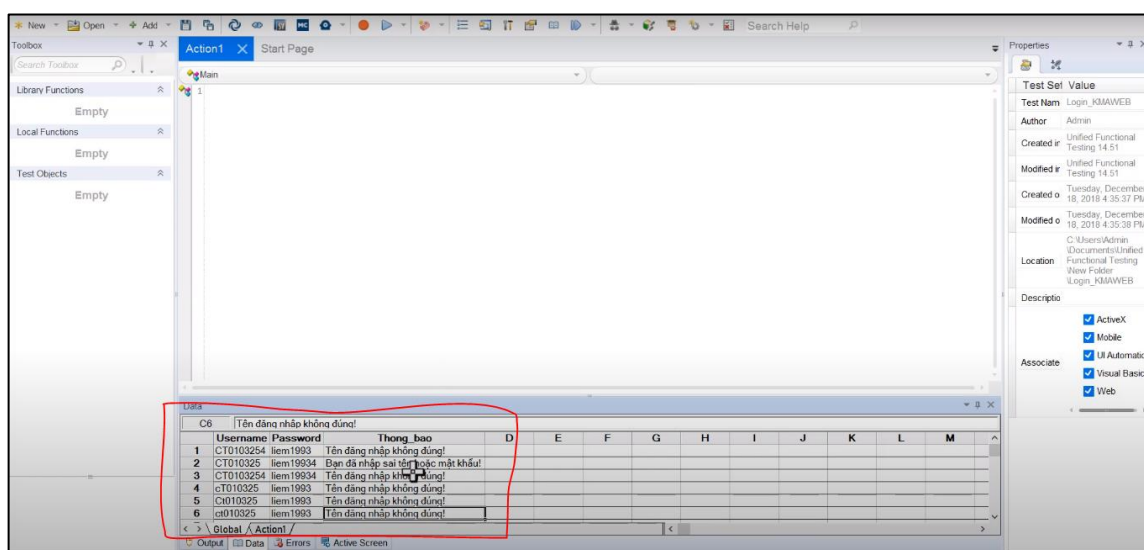 New Open Add Search Help
Toolbox
Search Toolbox
Library Functions
Empty
Local Functions
Empty
Test Objects
Empty
Action1 Start Page
Main
1
Properties
Test Set Value
Test Nam Login_KMAWEB
Author Admin
Created ir Unified Functional
Testing 14.51
Modified ir Unified Functional
Testing 14.51
Created o Tuesday, December
18, 2018 4:35:37 PM
Modified o Tuesday, December
18, 2018 4:35:38 PM
Location C:\Users\Admin
\Documents\Unified
Functional Testing
\New Folder
\Login_KMAWEB
Descriptio
Associate
ActiveX
Mobile
UI Automatic
Visual Basic
Web
Data
C6 Tên đăng nhập không đúng!
Username Password Thong_bao D E F G H I J K L M
1 CT0103254 liem1993 Tên đăng nhập không đúng!
2 CT010325 liem19934 Bạn đã nhập sai tên hoặc mật khẩu!
3 CT0103254 liem19934 Tên đăng nhập không đúng!
4 cT010325 liem1993 Tên đăng nhập không đúng!
5 Ct010325 liem1993 Tên đăng nhập không đúng!
6 ct010325 liem1993 Tên đăng nhập không đúng!
Global Action1
Output Data Errors Active Screen